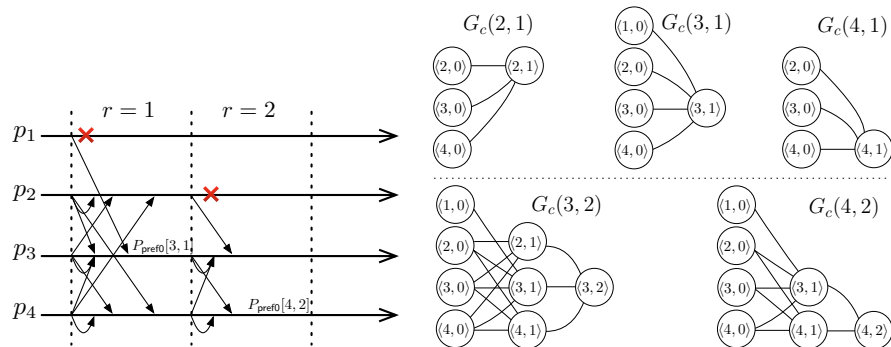 r = 1
r = 2
p₁
p₂
p₃
p₄
P_pref0[3, 1]
P_pref0[4, 2]
G_c(2, 1)
⟨2, 0⟩
⟨3, 0⟩
⟨4, 0⟩
⟨2, 1⟩
G_c(3, 1)
⟨1, 0⟩
⟨2, 0⟩
⟨3, 0⟩
⟨4, 0⟩
⟨3, 1⟩
G_c(4, 1)
⟨2, 0⟩
⟨3, 0⟩
⟨4, 0⟩
⟨4, 1⟩
G_c(3, 2)
⟨1, 0⟩
⟨2, 0⟩
⟨3, 0⟩
⟨4, 0⟩
⟨2, 1⟩
⟨3, 1⟩
⟨4, 1⟩
⟨3, 2⟩
G_c(4, 2)
⟨1, 0⟩
⟨2, 0⟩
⟨3, 0⟩
⟨4, 0⟩
⟨3, 1⟩
⟨4, 1⟩
⟨4, 2⟩